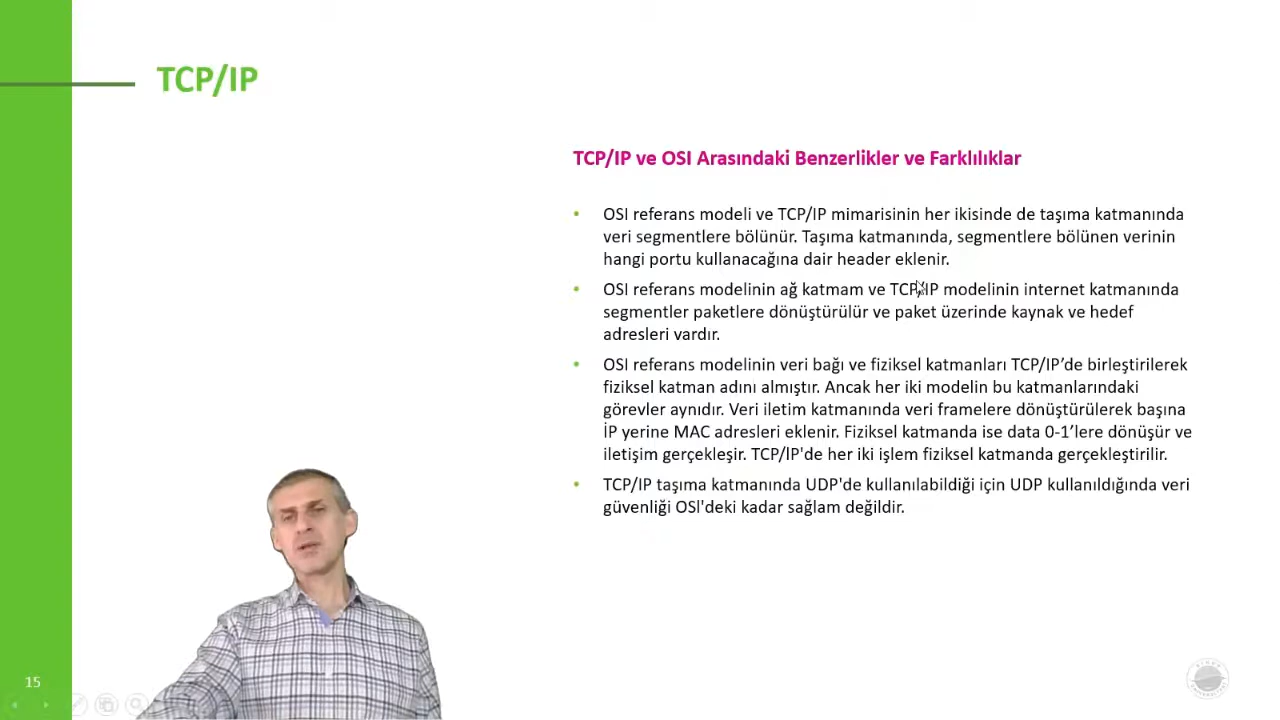 TCP/IP
TCP/IP ve OSI Arasındaki Benzerlikler ve Farklılıklar
• OSI referans modeli ve TCP/IP mimarisinin her ikisinde de taşıma katmanında
veri segmentlere bölünür. Taşıma katmanında, segmentlere bölünen verinin
hangi portu kullanacağına dair header eklenir.
• OSI referans modelinin ağ katmam ve TCP/IP modelinin internet katmanında
segmentler paketlere dönüştürülür ve paket üzerinde kaynak ve hedef
adresleri vardır.
• OSI referans modelinin veri bağı ve fiziksel katmanları TCP/IP’de birleştirilerek
fiziksel katman adını almıştır. Ancak her iki modelin bu katmanlarındaki
görevler aynıdır. Veri iletim katmanında veri framelere dönüştürülerek başına
İP yerine MAC adresleri eklenir. Fiziksel katmanda ise data 0-1’lere dönüşür ve
iletişim gerçekleşir. TCP/lP'de her iki işlem fiziksel katmanda gerçekleştirilir.
• TCP/IP taşıma katmanında UDP'de kullanılabildiği için UDP kullanıldığında veri
güvenliği OSl'deki kadar sağlam değildir.
15